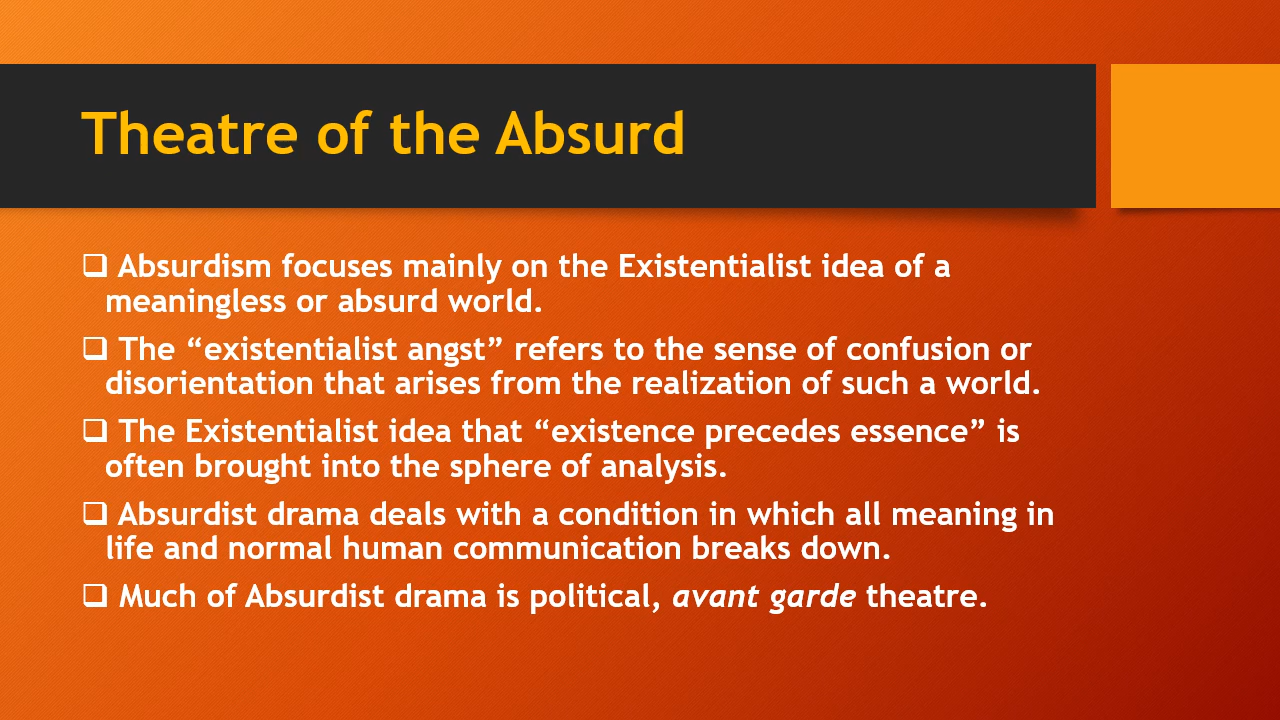 Theatre of the Absurd
❑ Absurdism focuses mainly on the Existentialist idea of a
meaningless or absurd world.
❑ The “existentialist angst” refers to the sense of confusion or
disorientation that arises from the realization of such a world.
❑ The Existentialist idea that “existence precedes essence” is
often brought into the sphere of analysis.
❑ Absurdist drama deals with a condition in which all meaning in
life and normal human communication breaks down.
❑ Much of Absurdist drama is political, avant garde theatre.